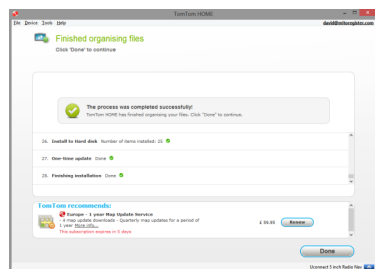 TomTom HOME
File Device Tools Help
david@mitoregister.com
Finished organising files
Click 'Done' to continue
The process was completed successfully!
TomTom HOME has finished organising your files. Click "Done" to continue.
26. Install to Hard disk Number of items installed: 25
27. One-time update Done
28. Finishing installation Done
TomTom recommends:
Europe - 1 year Map Update Service
- 4 map update downloads - Quarterly map updates for a period of
1 year More info...
The subscription expires in 5 days
£ 59.95 Renew
Done
Uconnect 5 inch Radio Nav